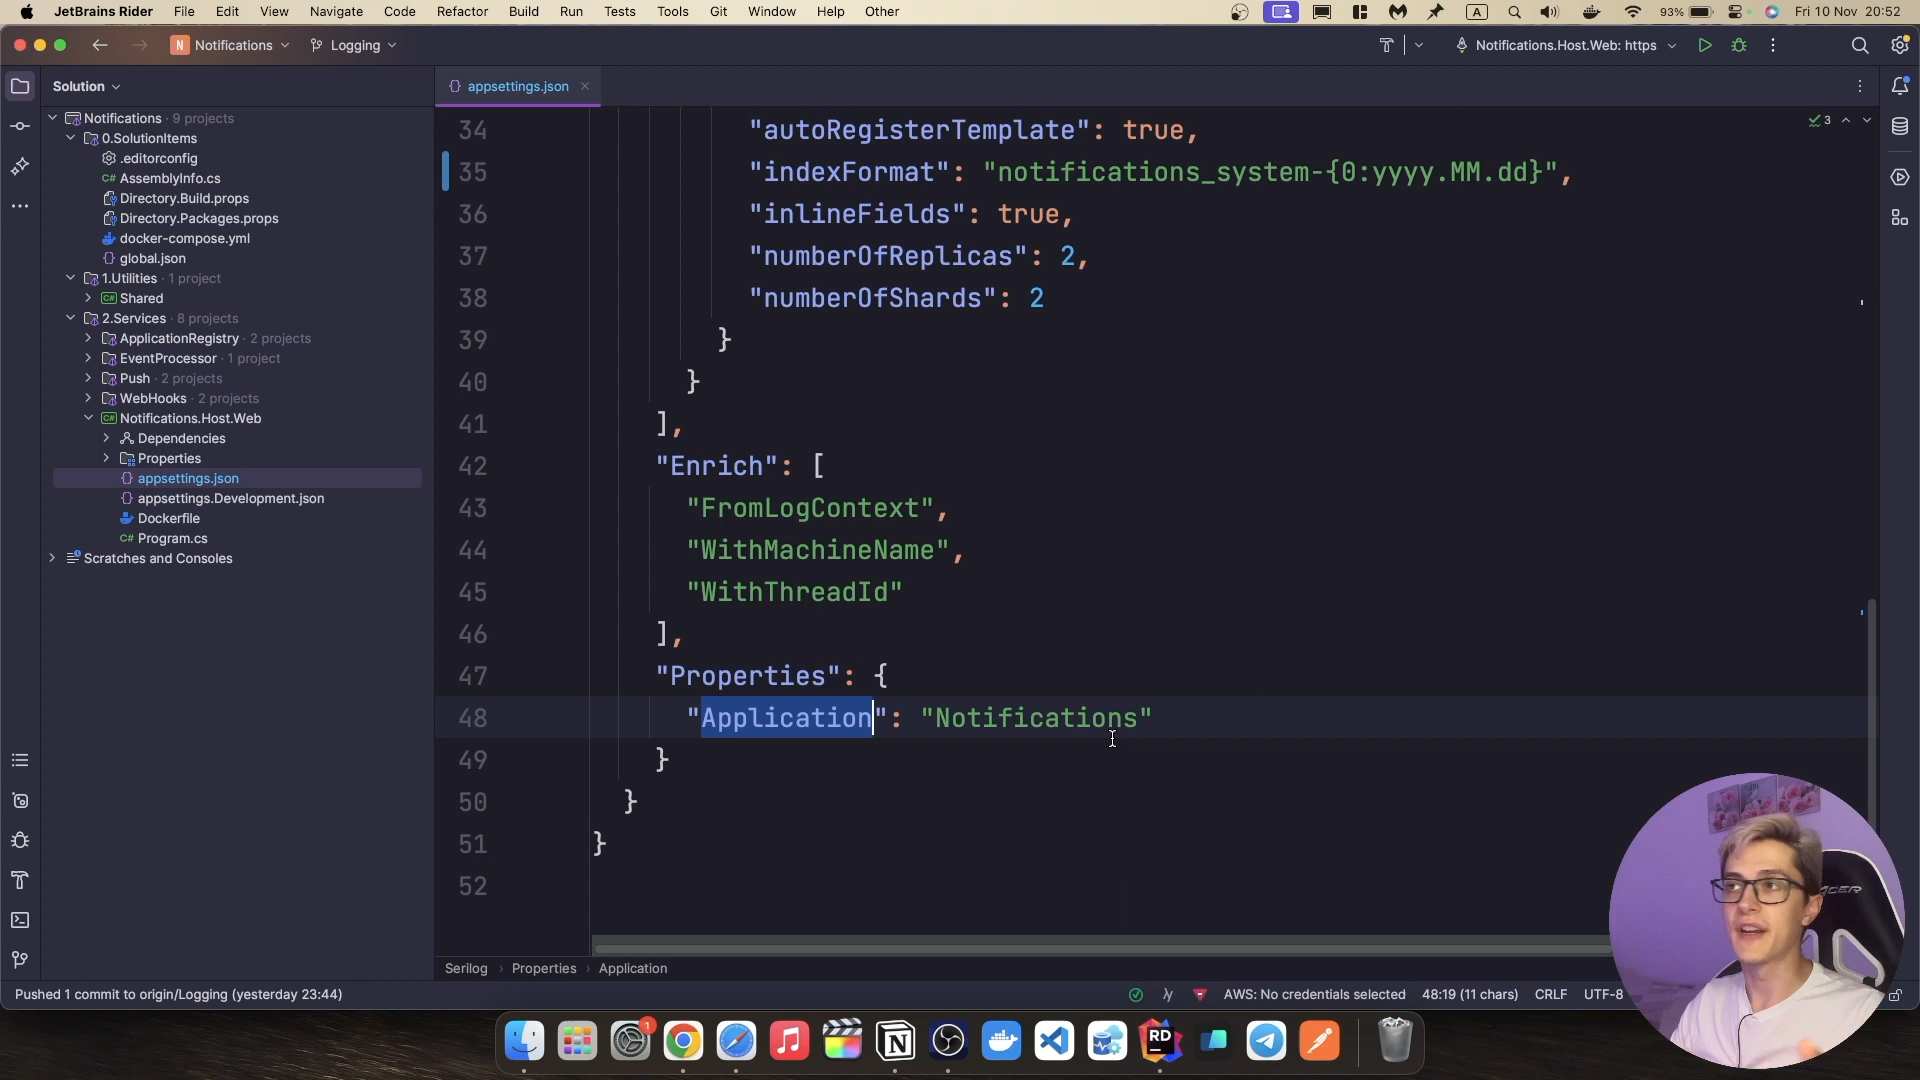 JetBrains Rider File Edit View Navigate Code Refactor Build Run Tests Tools Git Window Help Other A 93% Fri 10 Nov 20:52
N Notifications Logging Notifications.Host.Web: https
Solution
appsettings.json
Notifications · 9 projects
0.SolutionItems
.editorconfig
C# AssemblyInfo.cs
Directory.Build.props
Directory.Packages.props
docker-compose.yml
{} global.json
1.Utilities · 1 project
C# Shared
2.Services · 8 projects
ApplicationRegistry · 2 projects
EventProcessor · 1 project
Push · 2 projects
WebHooks · 2 projects
C# Notifications.Host.Web
Dependencies
Properties
{} appsettings.json
{} appsettings.Development.json
Dockerfile
C# Program.cs
Scratches and Consoles
3
34 "autoRegisterTemplate": true,
35 "indexFormat": "notifications_system-{0:yyyy.MM.dd}",
36 "inlineFields": true,
37 "numberOfReplicas": 2,
38 "numberOfShards": 2
39 }
40 }
41 ],
42 "Enrich": [
43 "FromLogContext",
44 "WithMachineName",
45 "WithThreadId"
46 ],
47 "Properties": {
48 "Application": "Notifications"
49 }
50 }
51 }
52
Serilog › Properties › Application
Pushed 1 commit to origin/Logging (yesterday 23:44) AWS: No credentials selected 48:19 (11 chars) CRLF UTF-8
1
RD